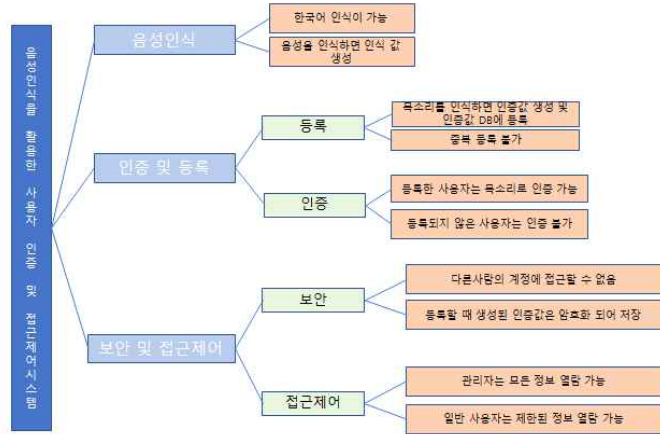 음성인식을 활용한 사용자 인증 및 접근제어시스템
음성인식
한국어 인식이 가능
음성을 인식하면 인식 값
생성
인증 및 등록
등록
목소리를 인식하면 인증값 생성 및
인증값 DB에 등록
중복 등록 불가
인증
등록한 사용자는 목소리로 인증 가능
등록되지 않은 사용자는 인증 불가
보안 및 접근제어
보안
다른사람의 계정에 접근할 수 없음
등록할 때 생성된 인증값은 암호화 되어 저장
접근제어
관리자는 모든 정보 열람 가능
일반 사용자는 제한된 정보 열람 가능